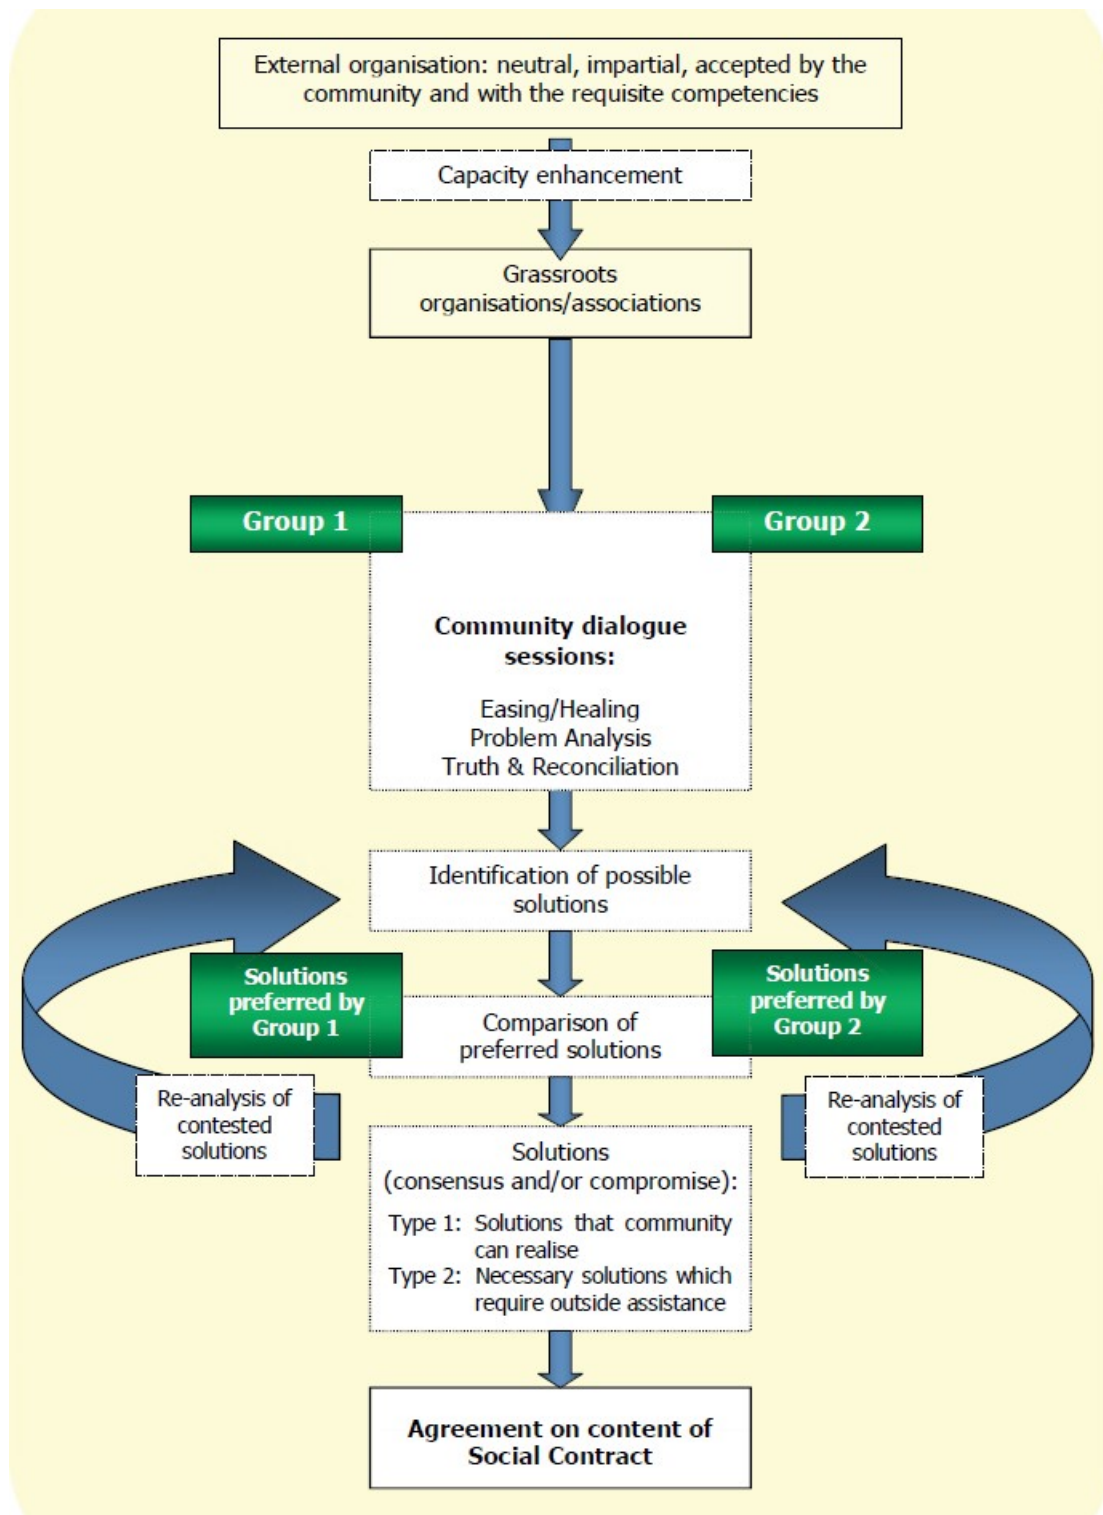 External organisation: neutral, impartial, accepted by the
community and with the requisite competencies
Capacity enhancement
Grassroots
organisations/associations
Group 1
Group 2
Community dialogue
sessions:
Easing/Healing
Problem Analysis
Truth & Reconciliation
Identification of possible
solutions
Solutions
preferred by
Group 1
Solutions
preferred by
Group 2
Comparison of
preferred solutions
Re-analysis of
contested
solutions
Re-analysis of
contested
solutions
Solutions
(consensus and/or compromise):
Type 1: Solutions that community
can realise
Type 2: Necessary solutions which
require outside assistance
Agreement on content of
Social Contract